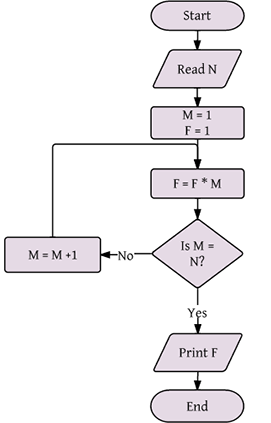 Start
Read N
M = 1
F = 1
F = F * M
Is M =
N?
No
M = M +1
Yes
Print F
End